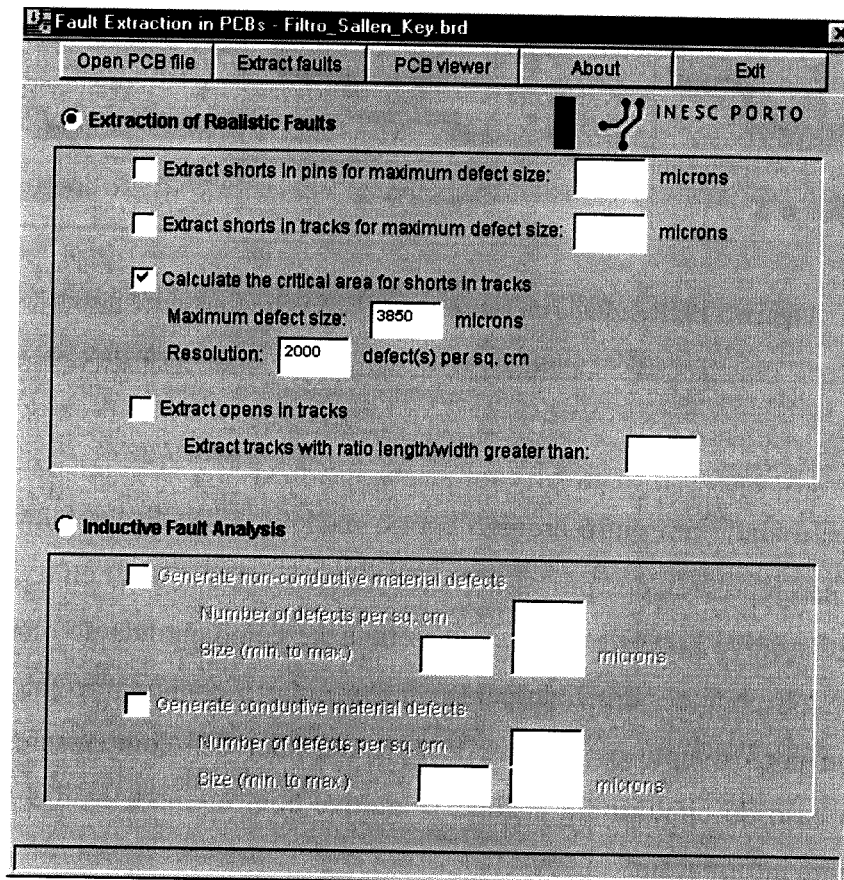 Fault Extraction in PCBs - Filtro_Sallen_Key.brd
Open PCB file Extract faults PCB viewer About Exit
Extraction of Realistic Faults INESC PORTO
Extract shorts in pins for maximum defect size: microns
Extract shorts in tracks for maximum defect size: microns
Calculate the critical area for shorts in tracks
Maximum defect size: 3850 microns
Resolution: 2000 defect(s) per sq. cm
Extract opens in tracks
Extract tracks with ratio length/width greater than:
Inductive Fault Analysis
Generate non-conductive material defects
Number of defects per sq. cm
Size (min. to max.) microns
Generate conductive material defects
Number of defects per sq. cm
Size (min. to max.) microns